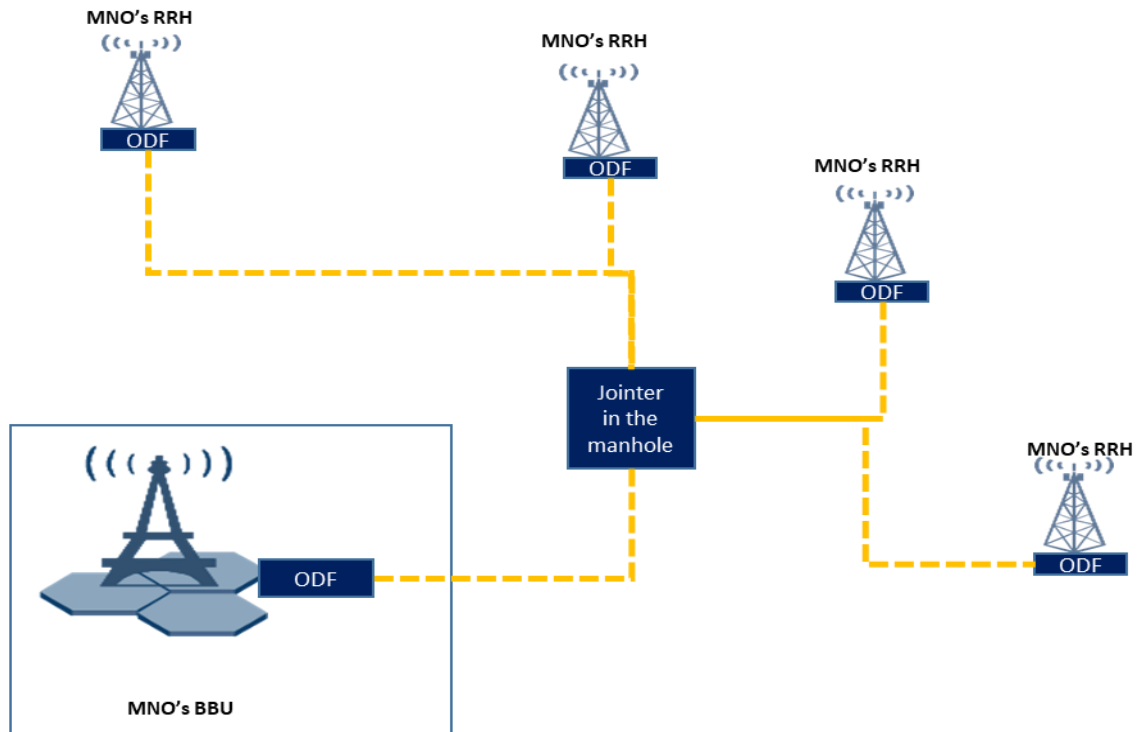 MNO’s RRH
ODF
MNO’s RRH
ODF
MNO’s RRH
ODF
Jointer
in the
manhole
MNO’s RRH
ODF
ODF
MNO’s BBU